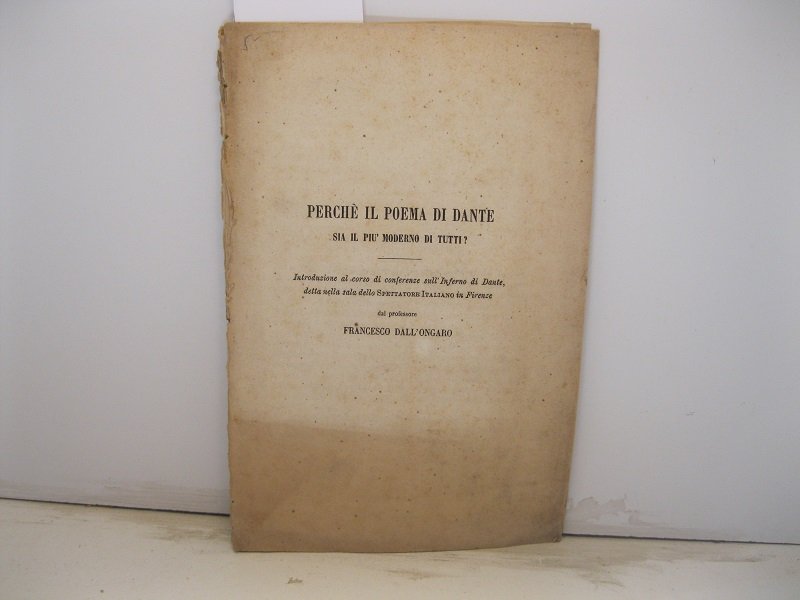 5
PERCHÈ IL POEMA DI DANTE
SIA IL PIU' MODERNO DI TUTTI?
Introduzione al corso di conferenze sull'Inferno di Dante,
detta nella sala dello SPETTATORE ITALIANO in Firenze
dal professore
FRANCESCO DALL'ONGARO